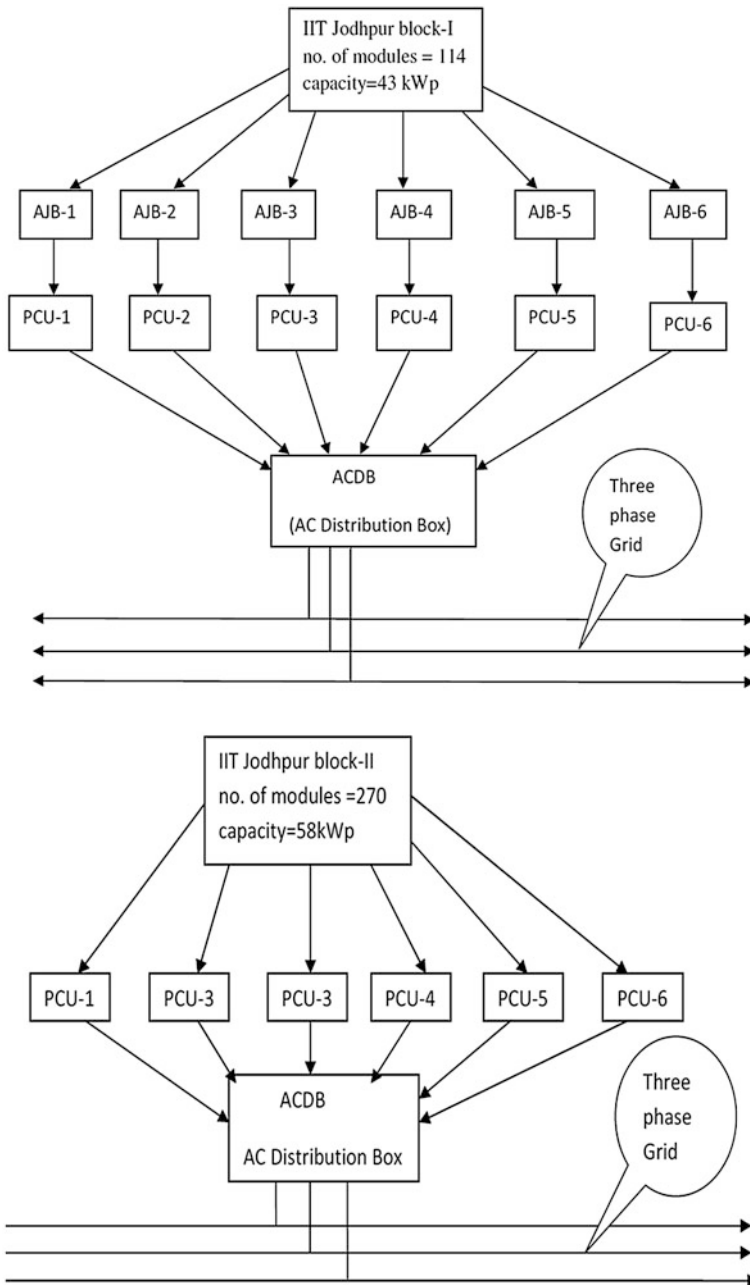 IIT Jodhpur block-I
no. of modules = 114
capacity=43 kWp
AJB-1
AJB-2
AJB-3
AJB-4
AJB-5
AJB-6
PCU-1
PCU-2
PCU-3
PCU-4
PCU-5
PCU-6
ACDB
(AC Distribution Box)
Three
phase
Grid
IIT Jodhpur block-II
no. of modules =270
capacity=58kWp
PCU-1
PCU-3
PCU-3
PCU-4
PCU-5
PCU-6
ACDB
AC Distribution Box
Three
phase
Grid